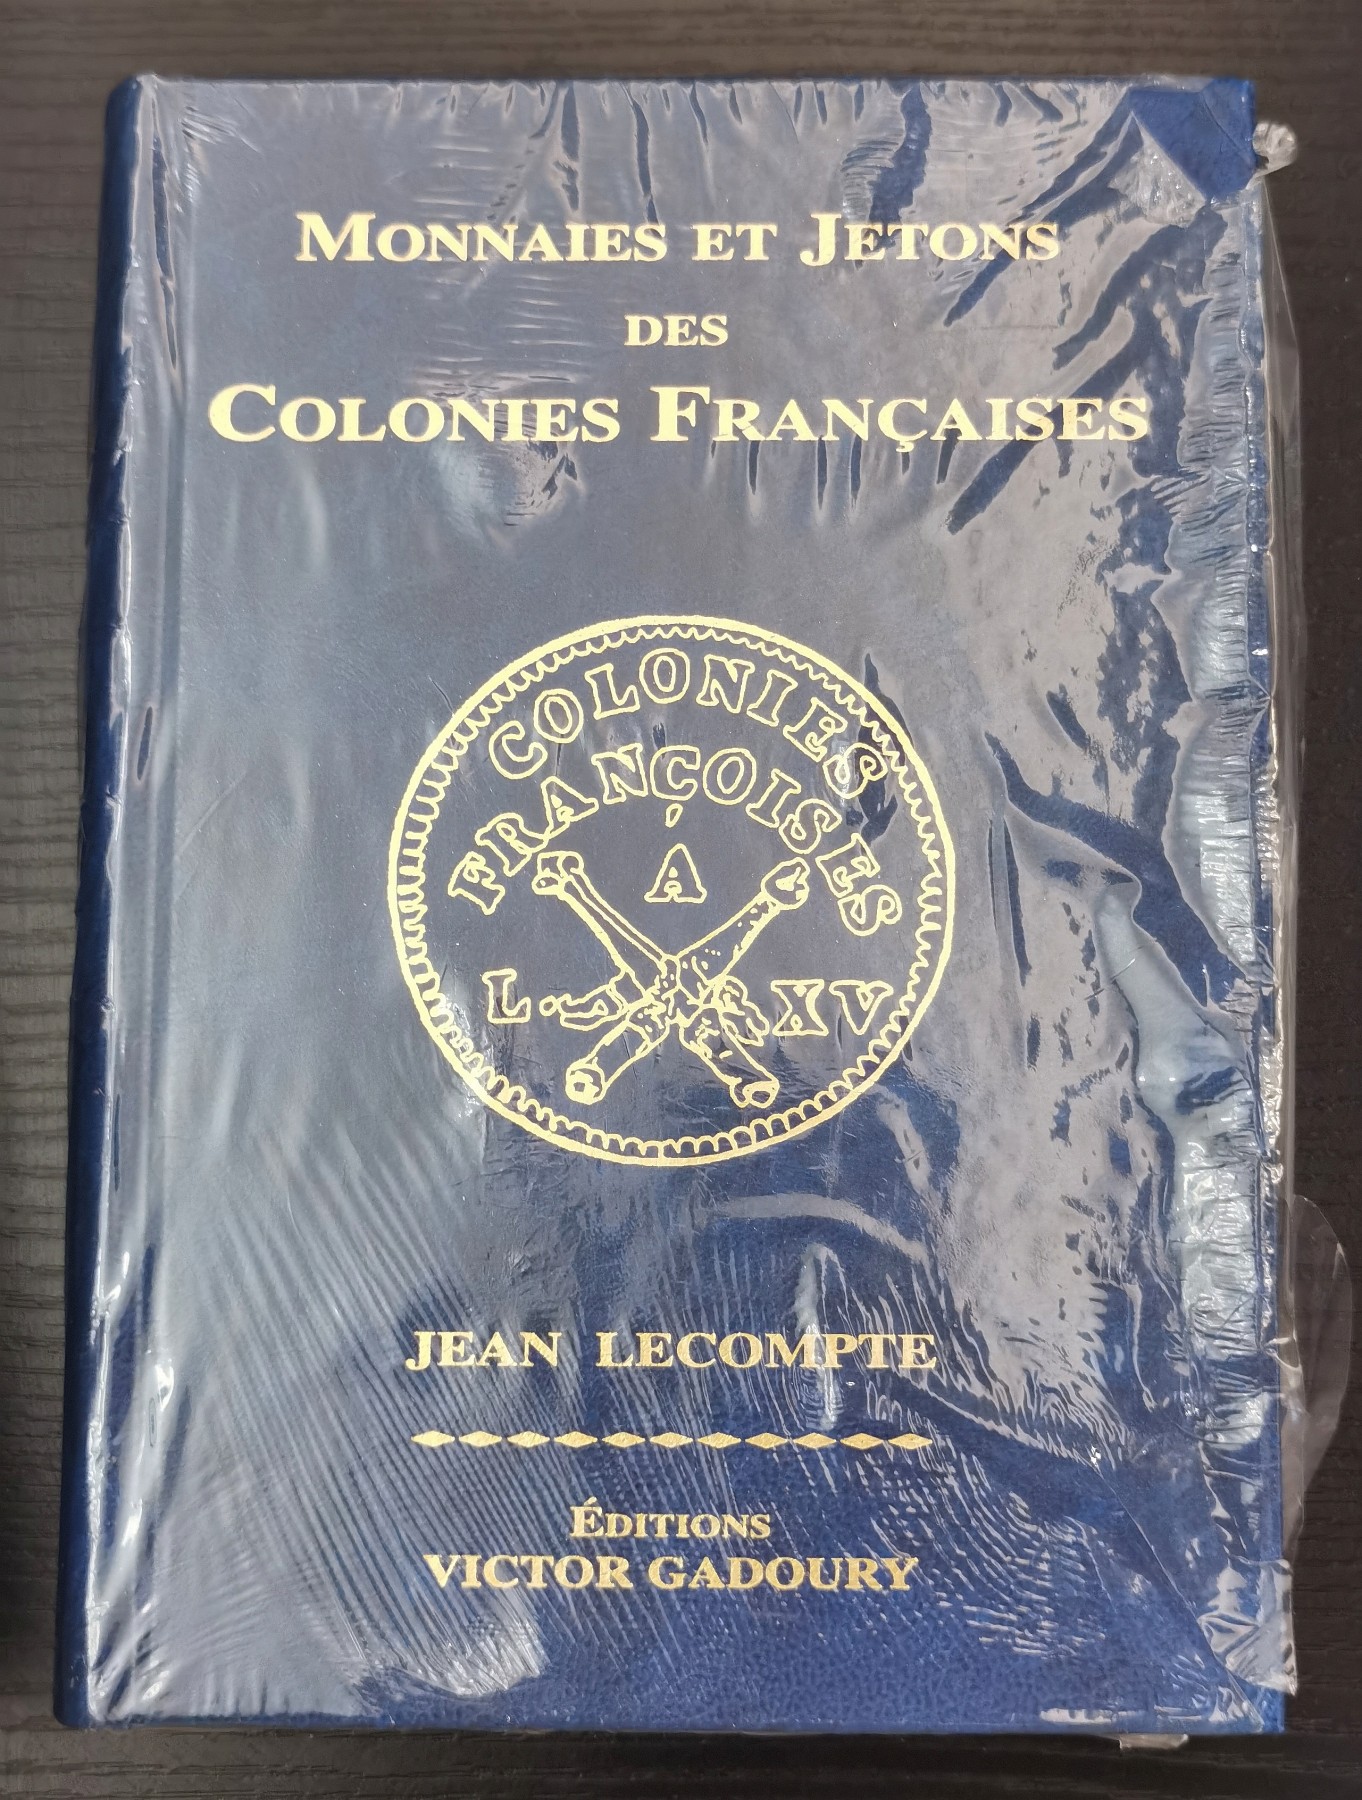 MONNAIES ET JETONS
DES
COLONIES FRANÇAISES
COLONIES
FRANÇOISES
Á
L. XV
JEAN LECOMPTE
ÉDITIONS
VICTOR GADOURY